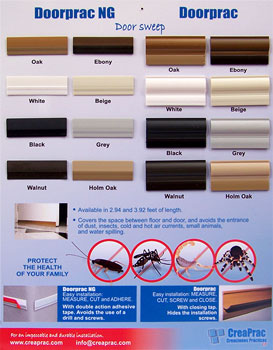 Doorprac NG Doorprac
Door sweep
Oak Ebony Oak Ebony
White Beige White Beige
Black Grey Black Grey
Walnut Holm Oak Walnut Holm Oak
• Available in 2.94 and 3.92 feet of length.
• Covers the space between floor and door, and avoids the entrance
of dust, insects, cold and hot air currents, small animals,
and water spilling.
PROTECT
THE HEALTH
OF YOUR FAMILY
Doorprac NG
Easy installation:
MEASURE, CUT and ADHERE.
With double action adhesive
tape. Avoids the use of a
drill and screws.
Doorprac
Easy installation: MEASURE,
CUT, SCREW and CLOSE.
With closing tap.
Hides the installation
screws.
For an impeccable and durable installation.
www.creaprac.com info@creaprac.com
CreaPrac
Creaciones Prácticas